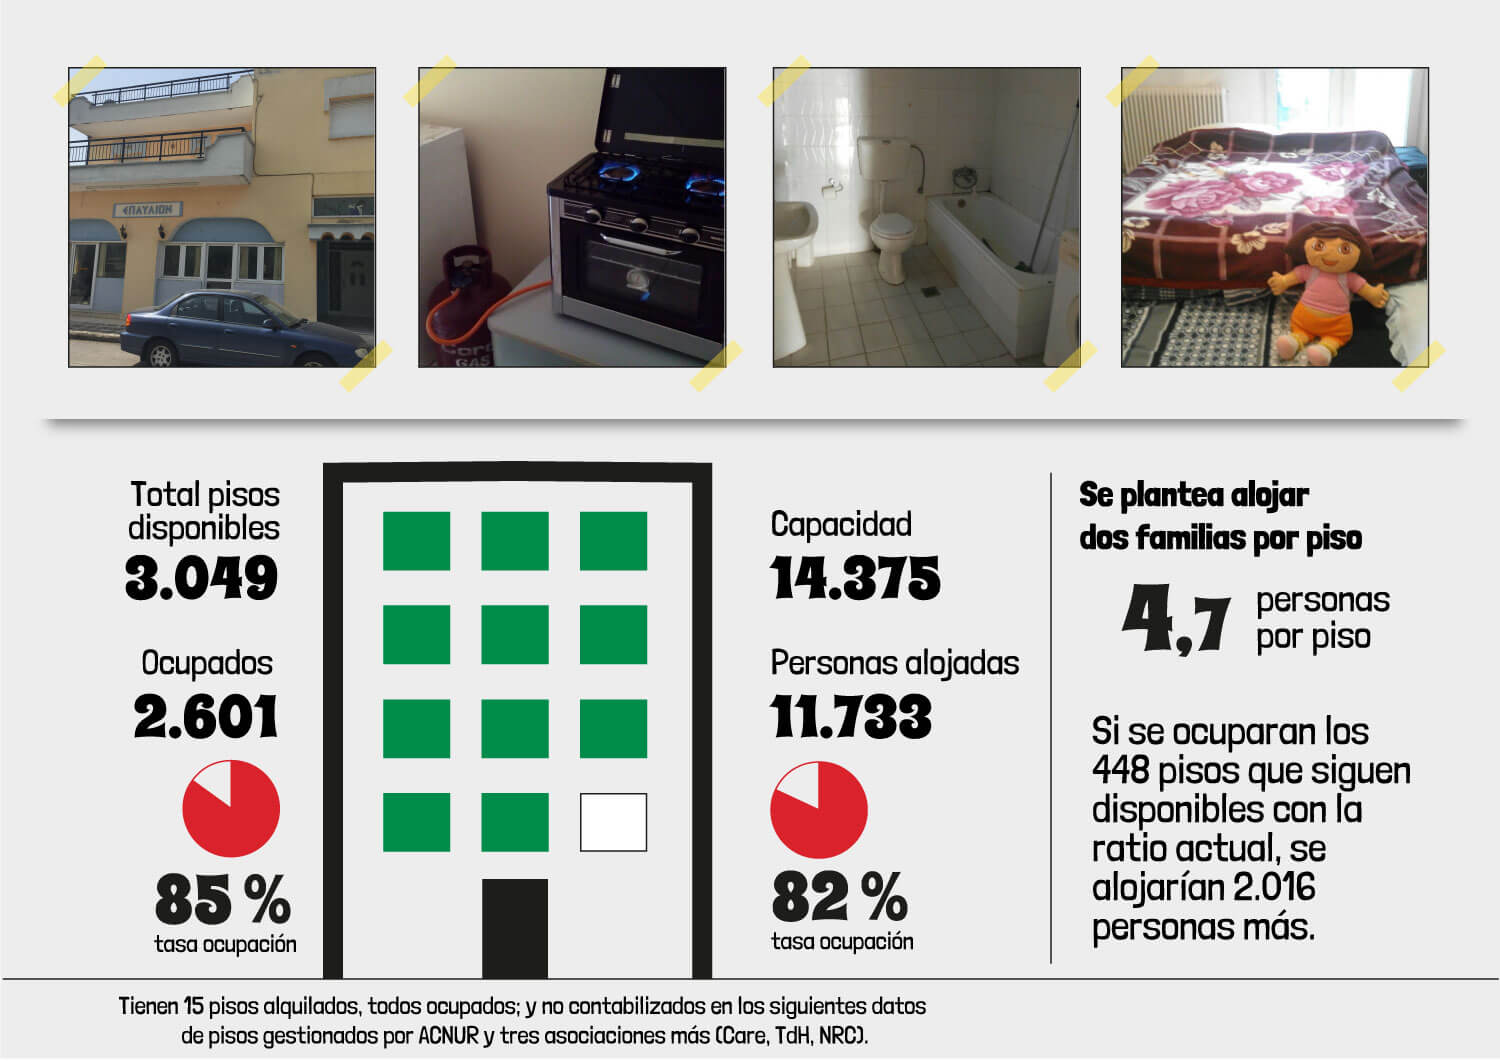 ЄΠΑΥΛΙΟΝ
GAS
Total pisos
disponibles
3.049
Ocupados
2.601
85 %
tasa ocupación
Capacidad
14.375
Personas alojadas
11.733
82 %
tasa ocupación
Se plantea alojar
dos familias por piso
4,7 personas
por piso
Si se ocuparan los
448 pisos que siguen
disponibles con la
ratio actual, se
alojarían 2.016
personas más.
Tienen 15 pisos alquilados, todos ocupados; y no contabilizados en los siguientes datos
de pisos gestionados por ACNUR y tres asociaciones más (Care, TdH, NRC).